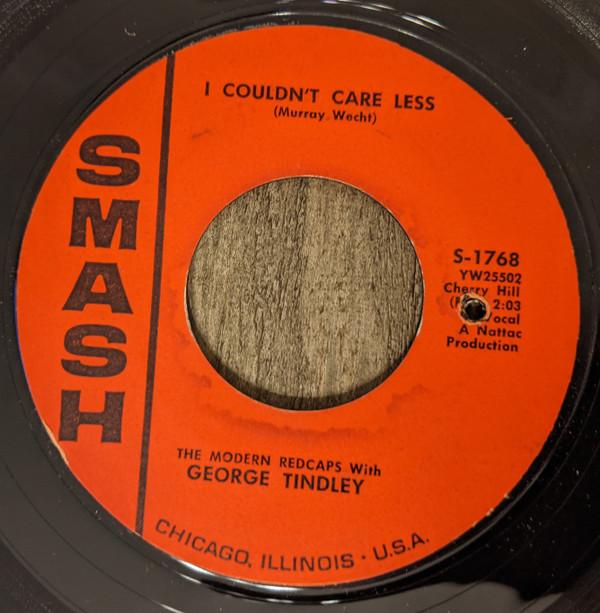 SMASH
I COULDN'T CARE LESS
(Murray Wecht)
S-1768
YW25502
Cherry Hill
2:03
A Nattac
Production
THE MODERN REDCAPS With
GEORGE TINDLEY
CHICAGO, ILLINOIS · U.S.A.